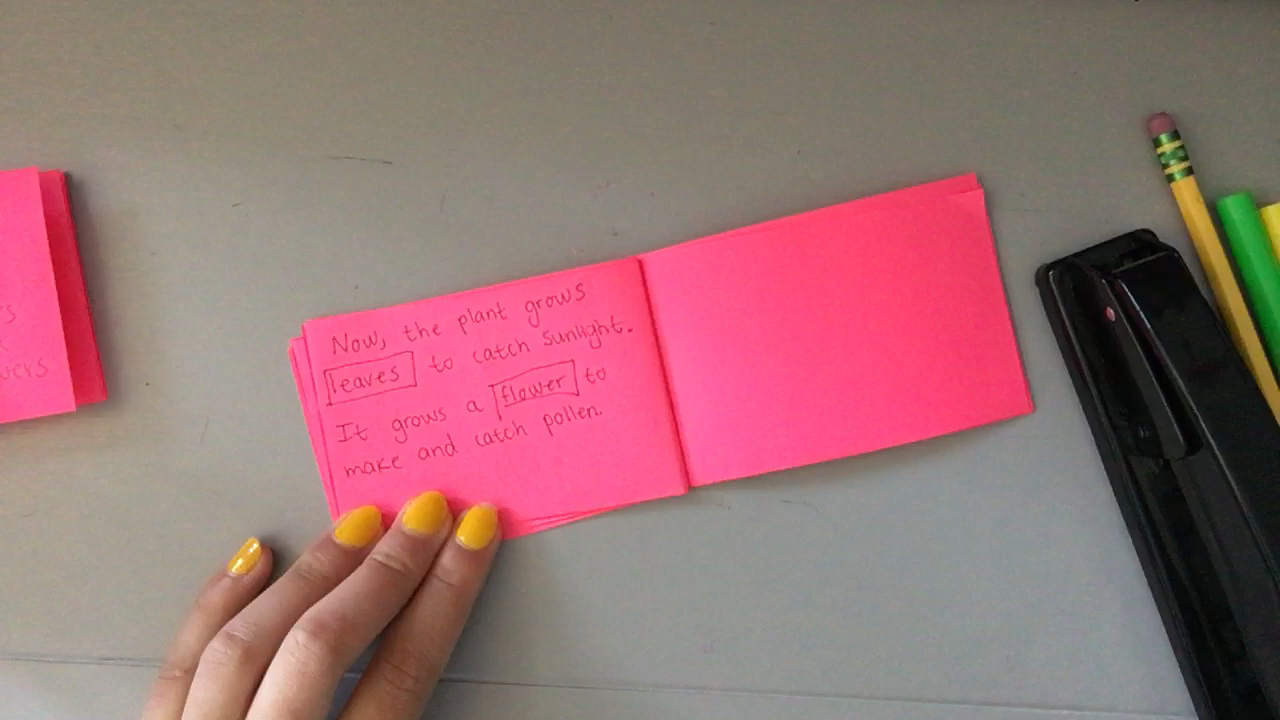 Now, the plant grows
leaves to catch sunlight.
It grows a flower to
make and catch pollen.